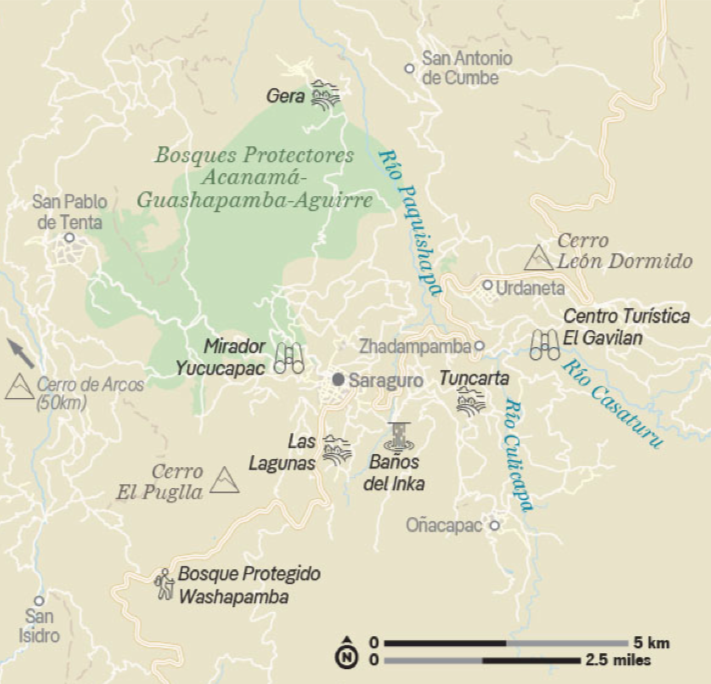 San Antonio
de Cumbe
Gera
Bosques Protectores
Acanamá-
Guashapamba-Aguirre
Río Paquishapa
San Pablo
de Tenta
Cerro
León Dormido
Urdaneta
Centro Turística
El Gavilan
Mirador
Yucucapac
Zhadampamba
Saraguro
Tuncarta
Río Casaturu
Cerro de Arcos
(50km)
Río Culicapa
Las
Lagunas
Baños
del Inka
Cerro
El Puglla
Oñacapac
Bosque Protegido
Washapamba
San
Isidro
N
0 5 km
0 2.5 miles